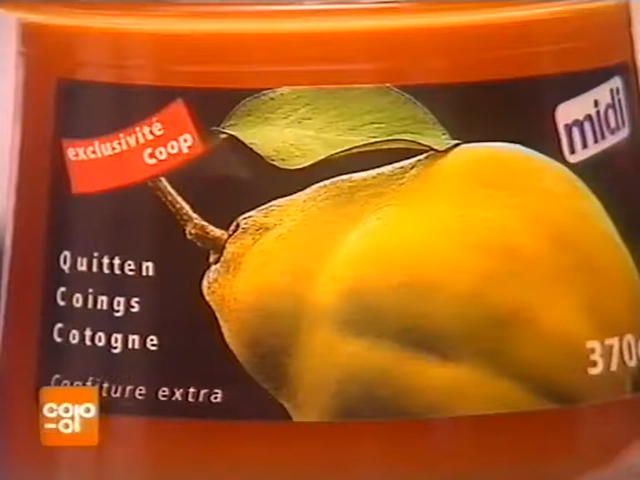 exclusivité
Coop
midi
Quitten
Coings
Cotogne
370
Confiture extra